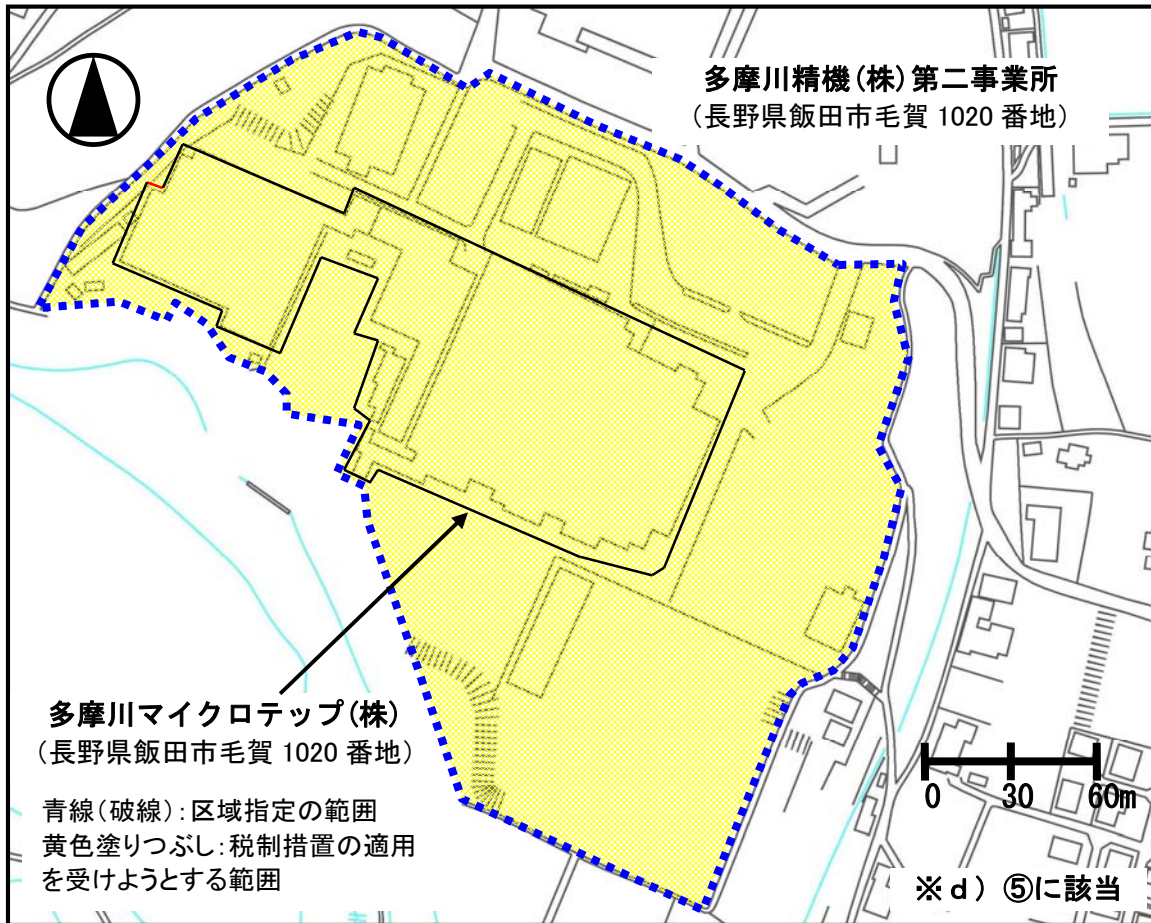 多摩川精機(株)第二事業所
(長野県飯田市毛賀 1020 番地)
多摩川マイクロテップ(株)
(長野県飯田市毛賀 1020 番地)
青線(破線):区域指定の範囲
黄色塗りつぶし:税制措置の適用
を受けようとする範囲
0 30 60m
※d) ⑤に該当